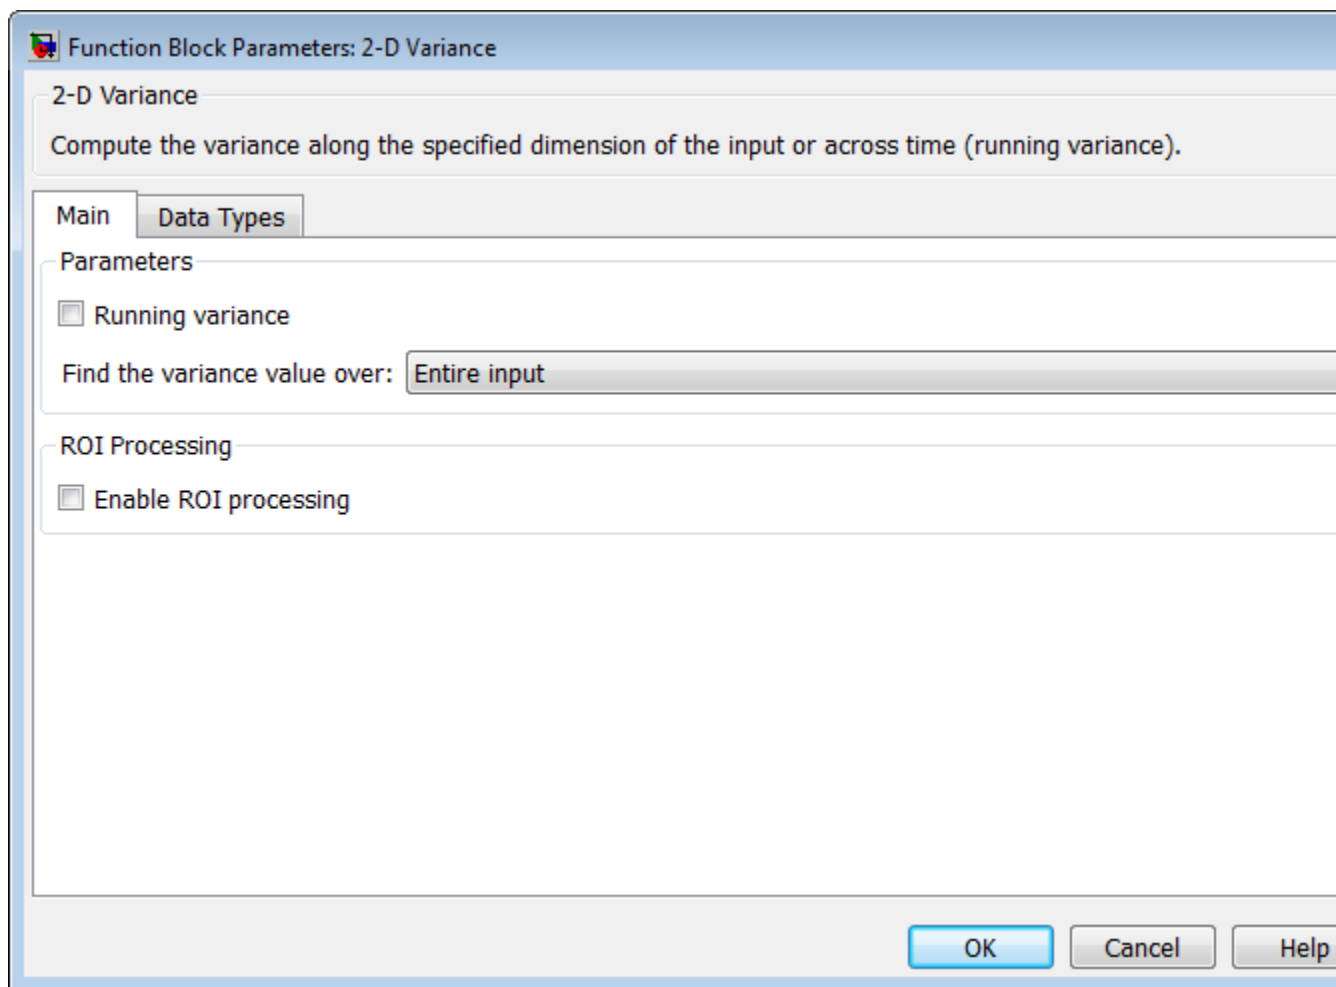 Function Block Parameters: 2-D Variance
2-D Variance
Compute the variance along the specified dimension of the input or across time (running variance).
Main Data Types
Parameters
Running variance
Find the variance value over: Entire input
ROI Processing
Enable ROI processing
OK Cancel Help